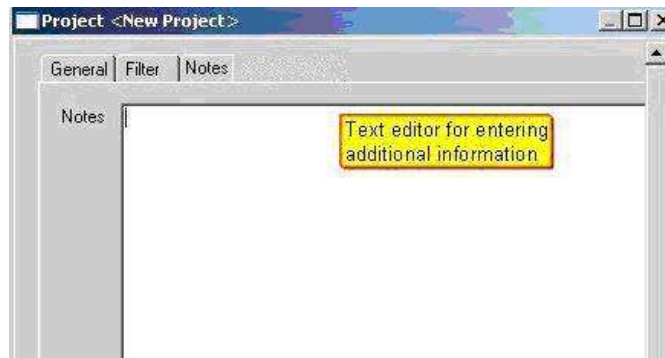 Project <New Project>
General Filter Notes
Notes
Text editor for entering
additional information